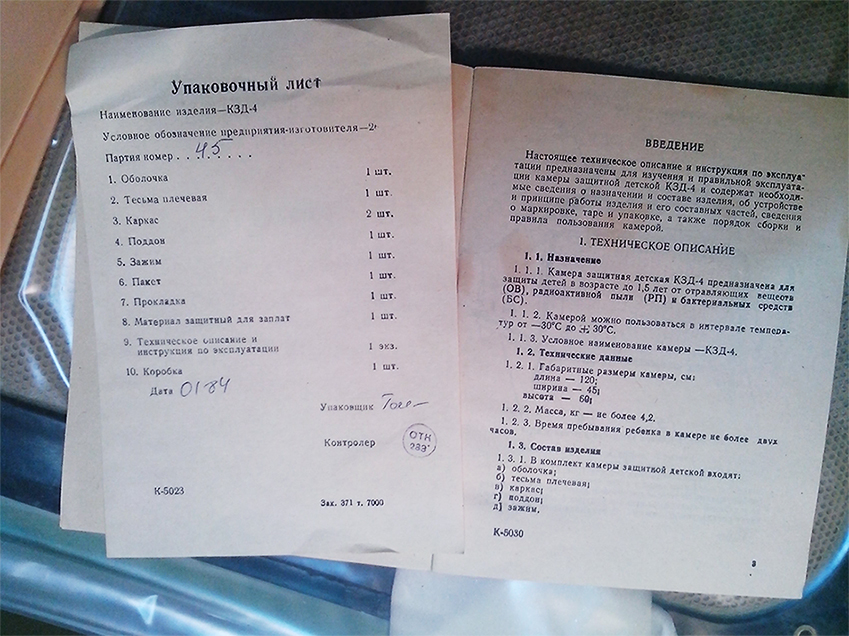 Упаковочный лист
Наименование изделия—КЗД-4
Условное обозначение предприятия-изготовителя—2
Партия номер . . 45 . . . .
1. Оболочка 1 шт.
2. Тесьма плечевая 1 шт.
3. Каркас 2 шт.
4. Поддон 1 шт.
5. Зажим 1 шт.
6. Пакет 1 шт.
7. Прокладка 1 шт.
8. Материал защитный для заплат 1 шт.
9. Техническое описание и
инструкция по эксплуатации 1 экз.
10. Коробка 1 шт.
Дата 01 84
Упаковщик
Контролер
ОТК
К-5023
Зак. 371 т. 7000
ВВЕДЕНИЕ
Настоящее техническое описание и инструкция по эксплуа-
тации предназначены для изучения и правильной эксплуата-
ции камеры защитной детской КЗД-4 и содержат необходи-
мые сведения о назначении и составе изделия, об устройстве
и принципе работы изделия и его составных частей, сведения
о маркировке, таре и упаковке, а также порядок сборки и
правила пользования камерой.
1. ТЕХНИЧЕСКОЕ ОПИСАНИЕ
1. 1. Назначение
1. 1. 1. Камера защитная детская КЗД-4 предназначена для
защиты детей в возрасте до 1,5 лет от отравляющих веществ
(ОВ), радиоактивной пыли (РП) и бактериальных средств
(БС).
1. 1. 2. Камерой можно пользоваться в интервале темпера-
тур от —30°С до + 30°С.
1. 1. 3. Условное наименование камеры —КЗД-4.
1. 2. Технические данные
1. 2. 1. Габаритные размеры камеры, см:
длина — 120;
ширина — 45;
высота — 60;
1. 2. 2. Масса, кг — не более 4,2.
1. 2. 3. Время пребывания ребенка в камере не более двух
часов.
1. 3. Состав изделия
1. 3. 1. В комплект камеры защитной детской входят:
а) оболочка;
б) тесьма плечевая;
в) каркас;
г) поддон;
д) зажим.
К-5030
3